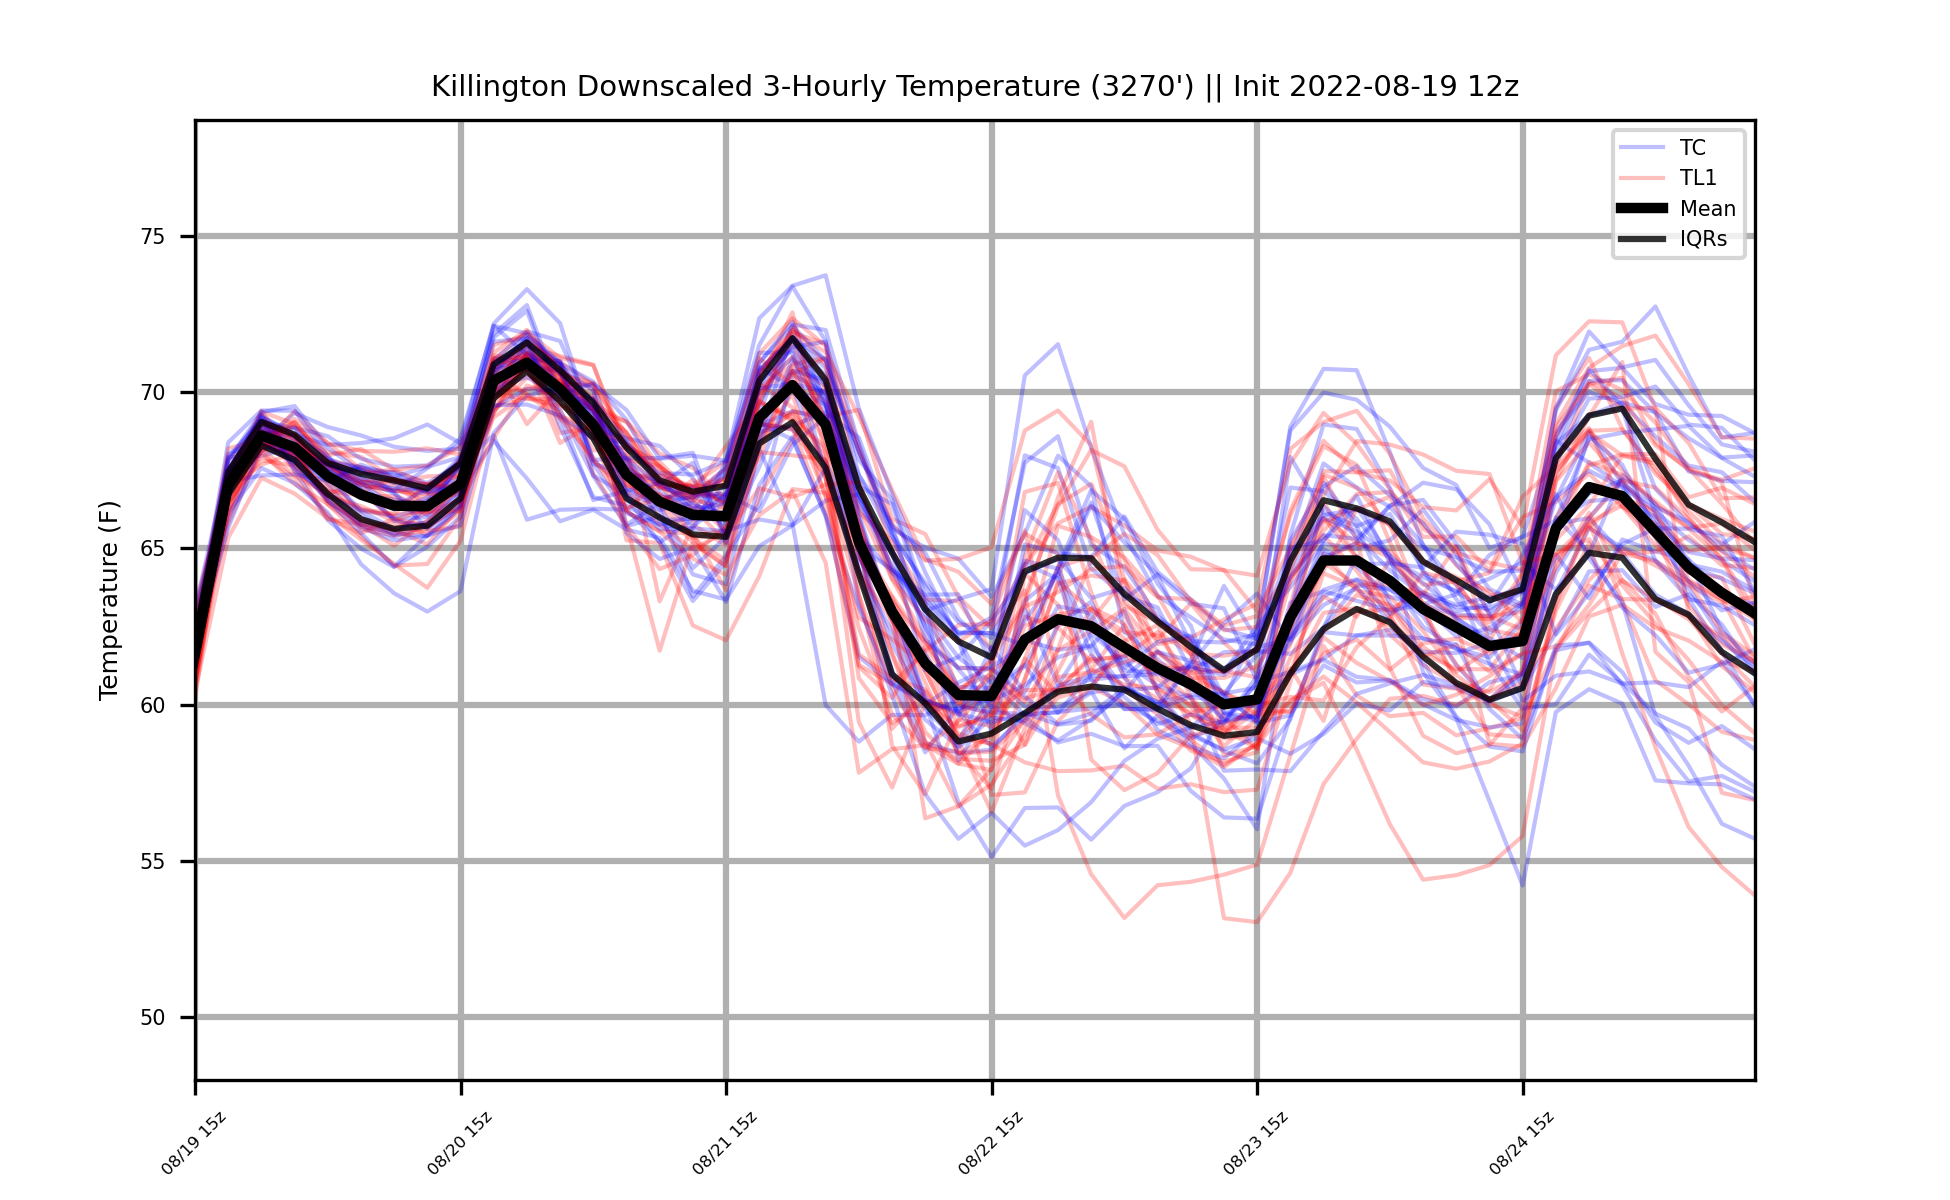 Killington Downscaled 3-Hourly Temperature (3270') || Init 2022-08-19 12z
TC
TL1
Mean
IQRs
Temperature (F)
75
70
65
60
55
50
08/19 15z
08/20 15z
08/21 15z
08/22 15z
08/23 15z
08/24 15z